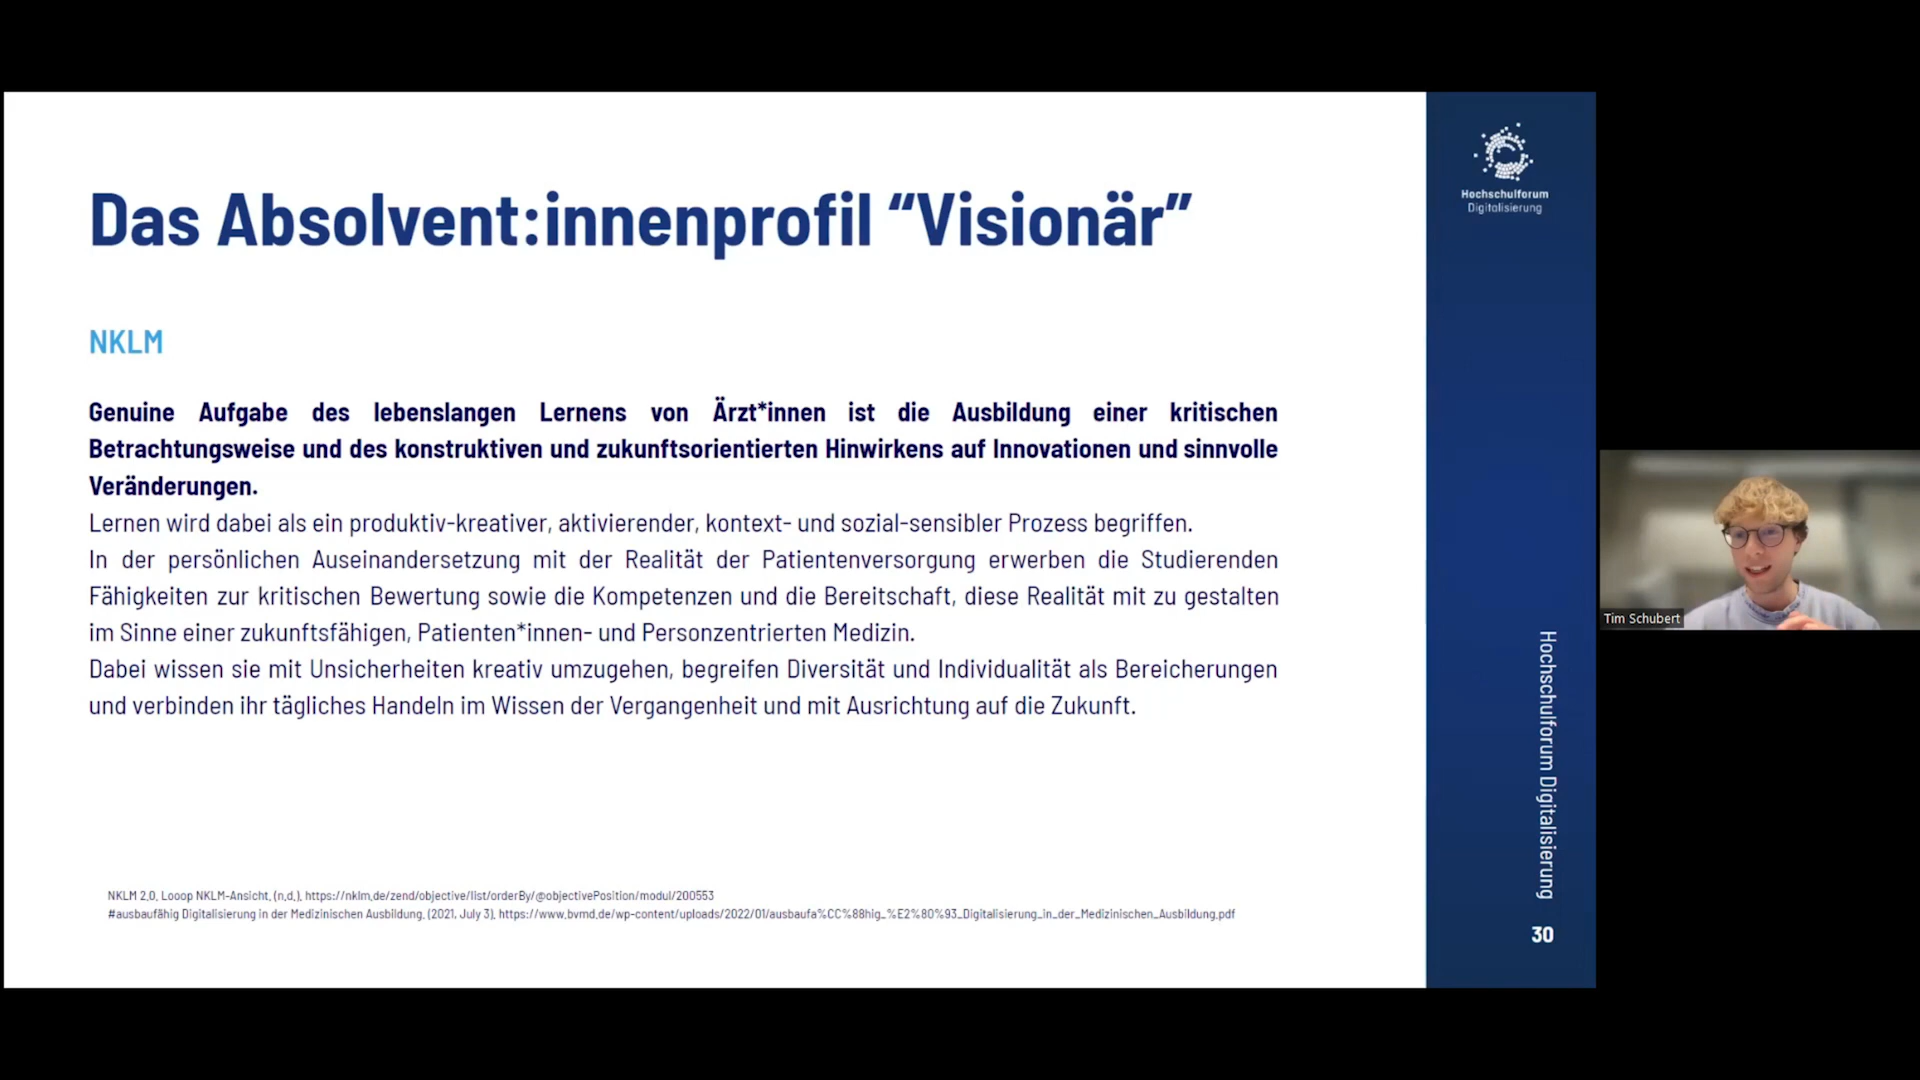 Das Absolvent:innenprofil “Visionär”
NKLM
Genuine Aufgabe des lebenslangen Lernens von Ärzt*innen ist die Ausbildung einer kritischen
Betrachtungsweise und des konstruktiven und zukunftsorientierten Hinwirkens auf Innovationen und sinnvolle
Veränderungen.
Lernen wird dabei als ein produktiv-kreativer, aktivierender, kontext- und sozial-sensibler Prozess begriffen.
In der persönlichen Auseinandersetzung mit der Realität der Patientenversorgung erwerben die Studierenden
Fähigkeiten zur kritischen Bewertung sowie die Kompetenzen und die Bereitschaft, diese Realität mit zu gestalten
im Sinne einer zukunftsfähigen, Patienten*innen- und Personzentrierten Medizin.
Dabei wissen sie mit Unsicherheiten kreativ umzugehen, begreifen Diversität und Individualität als Bereicherungen
und verbinden ihr tägliches Handeln im Wissen der Vergangenheit und mit Ausrichtung auf die Zukunft.
NKLM 2.0, Looop NKLM-Ansicht. (n.d.). https://nklm.de/zend/objective/list/orderBy/@objectivePosition/modul/200553
#ausbaufähig Digitalisierung in der Medizinischen Ausbildung. (2021, July 3). https://www.bvmd.de/wp-content/uploads/2022/01/ausbaufa%CC%88hig_%E2%80%93_Digitalisierung_in_der_Medizinischen_Ausbildung.pdf
Hochschulforum
Digitalisierung
Hochschulforum Digitalisierung
30
Tim Schubert